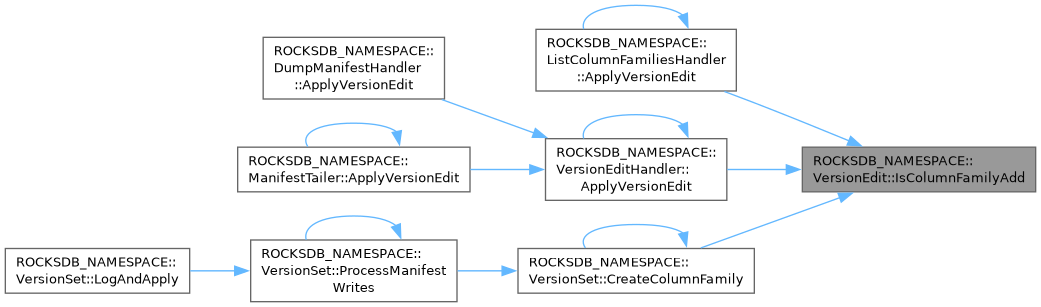 ROCKSDB_NAMESPACE::
ListColumnFamiliesHandler
::ApplyVersionEdit
ROCKSDB_NAMESPACE::
DumpManifestHandler
::ApplyVersionEdit
ROCKSDB_NAMESPACE::
ManifestTailer::ApplyVersionEdit
ROCKSDB_NAMESPACE::
VersionEditHandler::
ApplyVersionEdit
ROCKSDB_NAMESPACE::
VersionEdit::IsColumnFamilyAdd
ROCKSDB_NAMESPACE::
VersionSet::LogAndApply
ROCKSDB_NAMESPACE::
VersionSet::ProcessManifest
Writes
ROCKSDB_NAMESPACE::
VersionSet::CreateColumnFamily